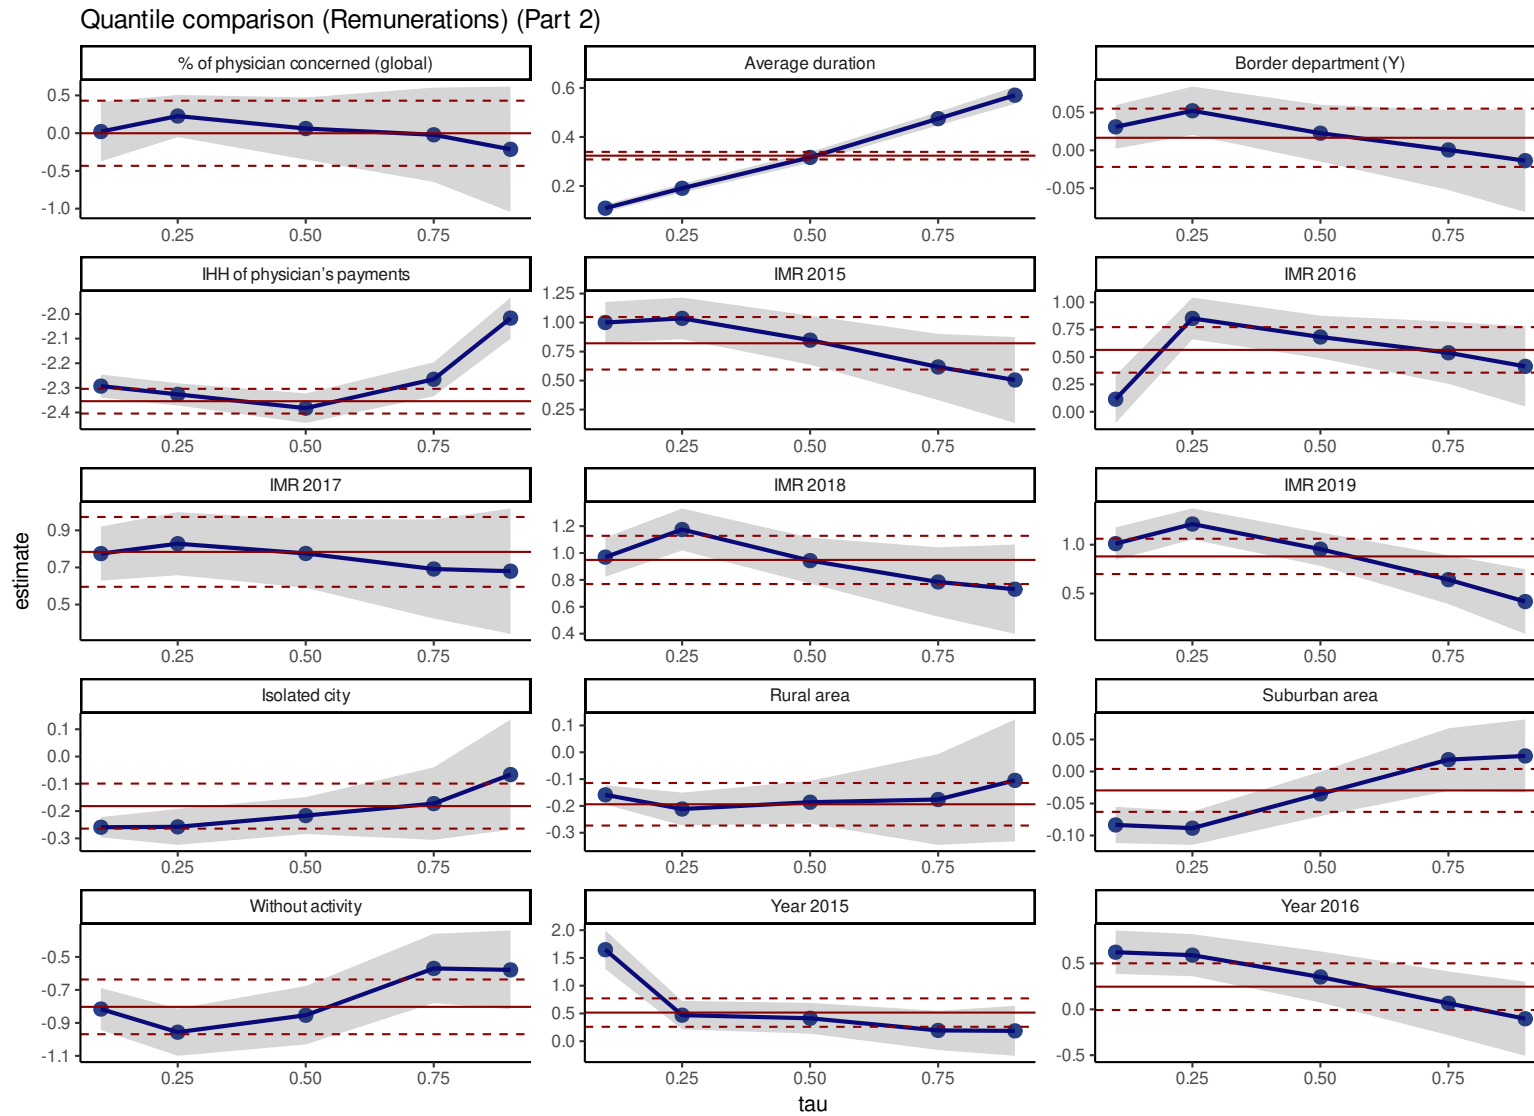 Quantile comparison (Remunerations) (Part 2)
% of physician concerned (global)
Average duration
Border department (Y)
0.5
0.0
-0.5
-1.0
0.25 0.50 0.75
0.6
0.4
0.2
0.25 0.50 0.75
0.05
0.00
-0.05
0.25 0.50 0.75
IHH of physician's payments
IMR 2015
IMR 2016
-2.0
-2.1
-2.2
-2.3
-2.4
0.25 0.50 0.75
1.25
1.00
0.75
0.50
0.25
0.25 0.50 0.75
1.00
0.75
0.50
0.25
0.00
0.25 0.50 0.75
IMR 2017
IMR 2018
IMR 2019
0.9
0.7
0.5
0.25 0.50 0.75
1.2
1.0
0.8
0.6
0.4
0.25 0.50 0.75
1.0
0.5
0.25 0.50 0.75
estimate
Isolated city
Rural area
Suburban area
0.1
0.0
-0.1
-0.2
-0.3
0.25 0.50 0.75
0.1
0.0
-0.1
-0.2
-0.3
0.25 0.50 0.75
0.05
0.00
-0.05
-0.10
0.25 0.50 0.75
Without activity
Year 2015
Year 2016
-0.5
-0.7
-0.9
-1.1
0.25 0.50 0.75
2.0
1.5
1.0
0.5
0.0
0.25 0.50 0.75
0.5
0.0
-0.5
0.25 0.50 0.75
tau